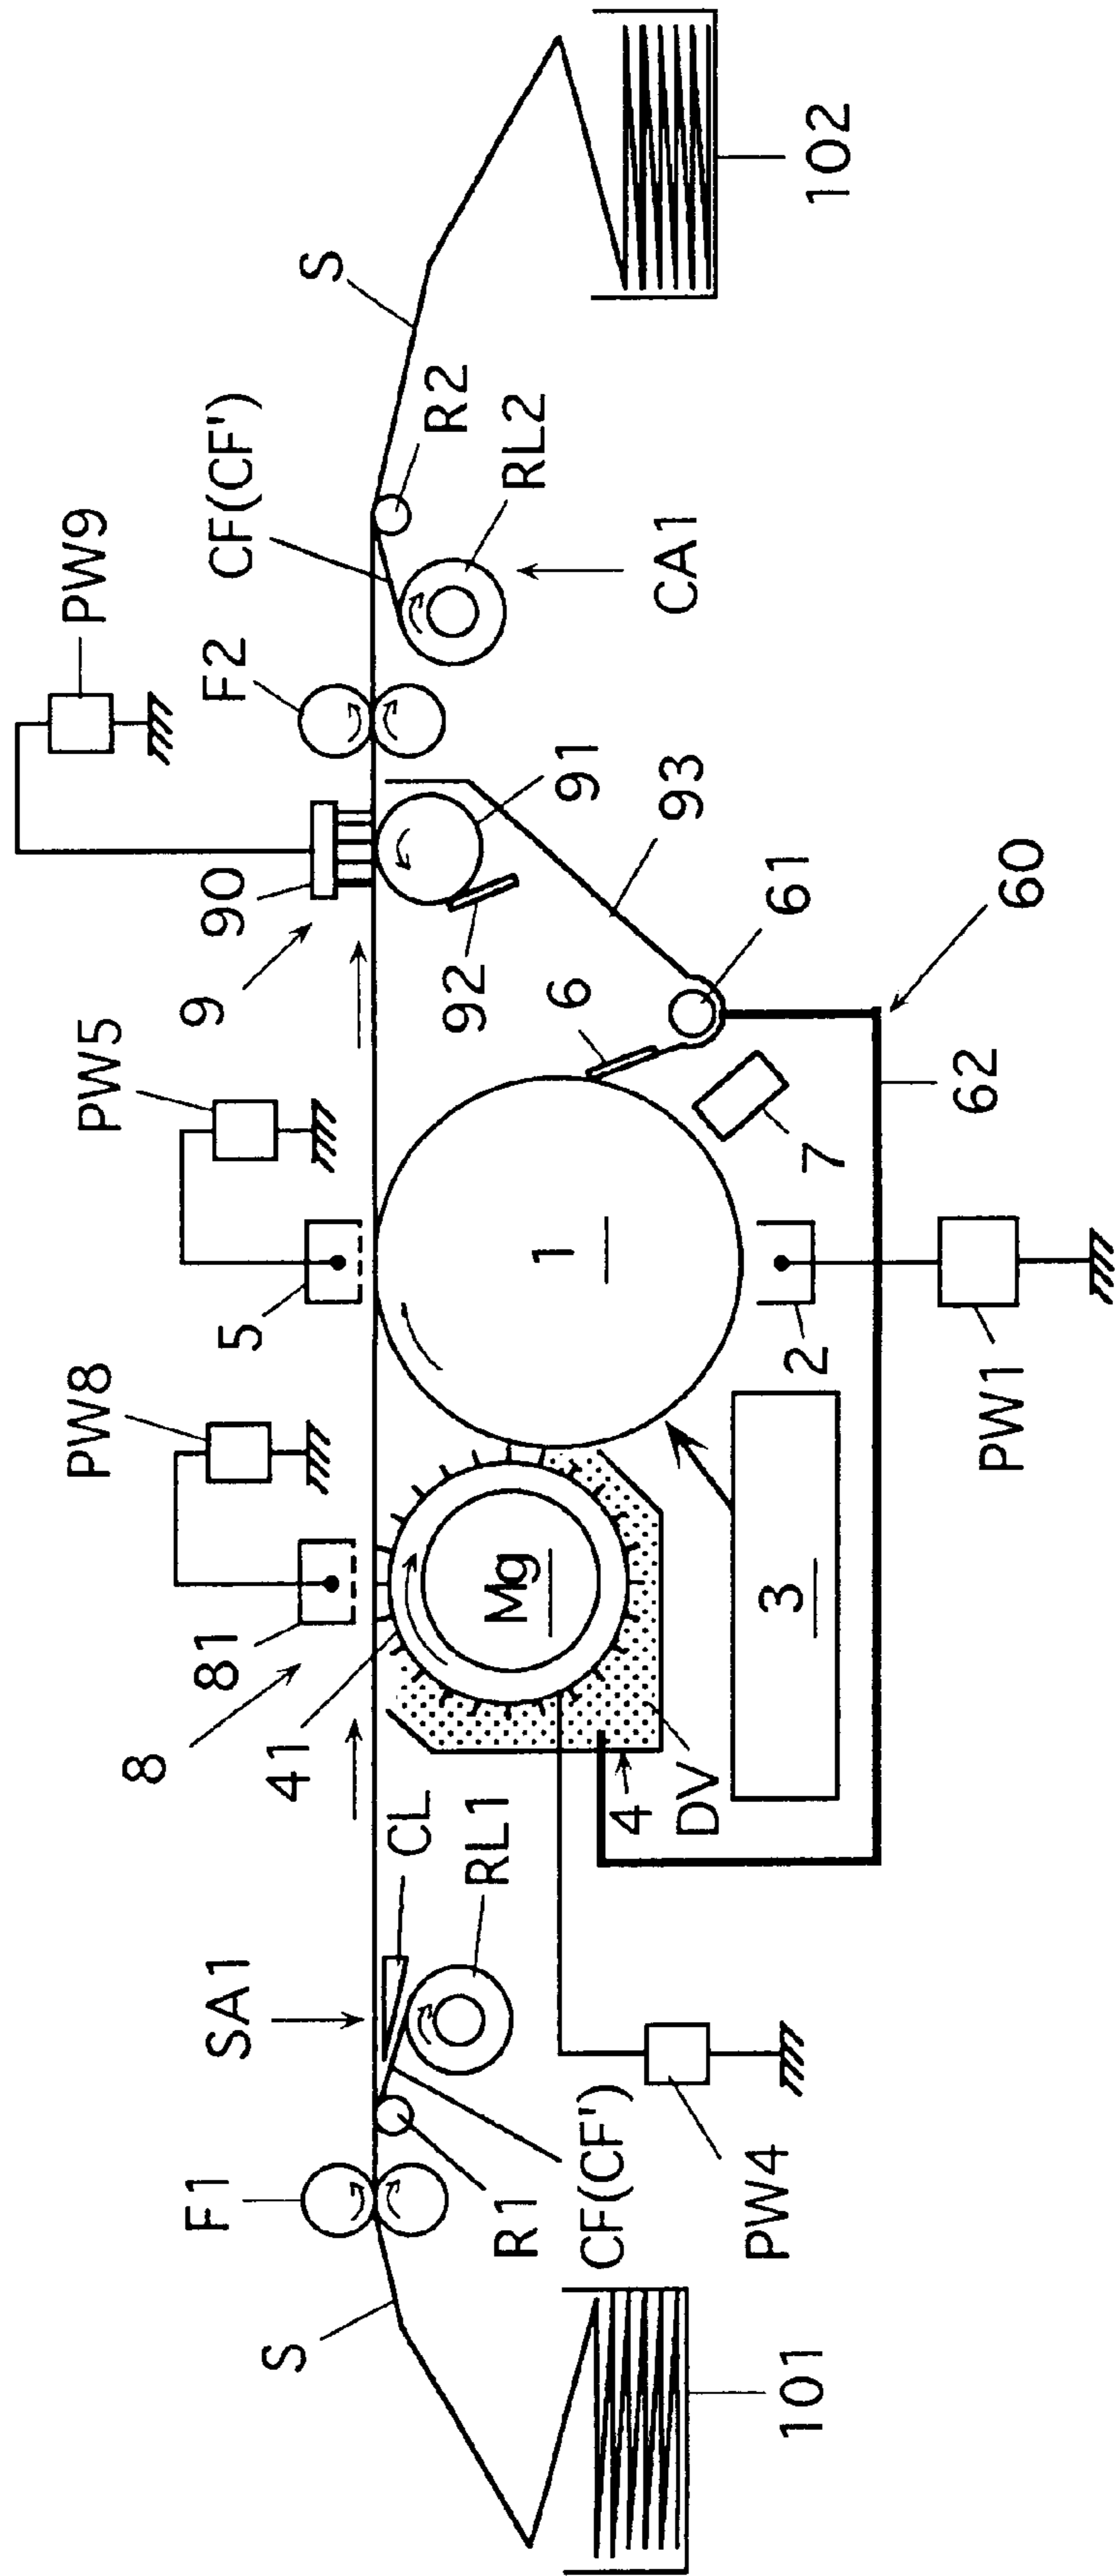 PW9
PW5
PW8
CF(CF')
S
F2
R2
RL2
90
9
5
81
8
SA1
F1
S
CA1
91
92
93
6
61
60
41
CL
RL1
R1
CF(CF')
1
Mg
7
62
102
4
DV
3
2
PW1
PW4
101